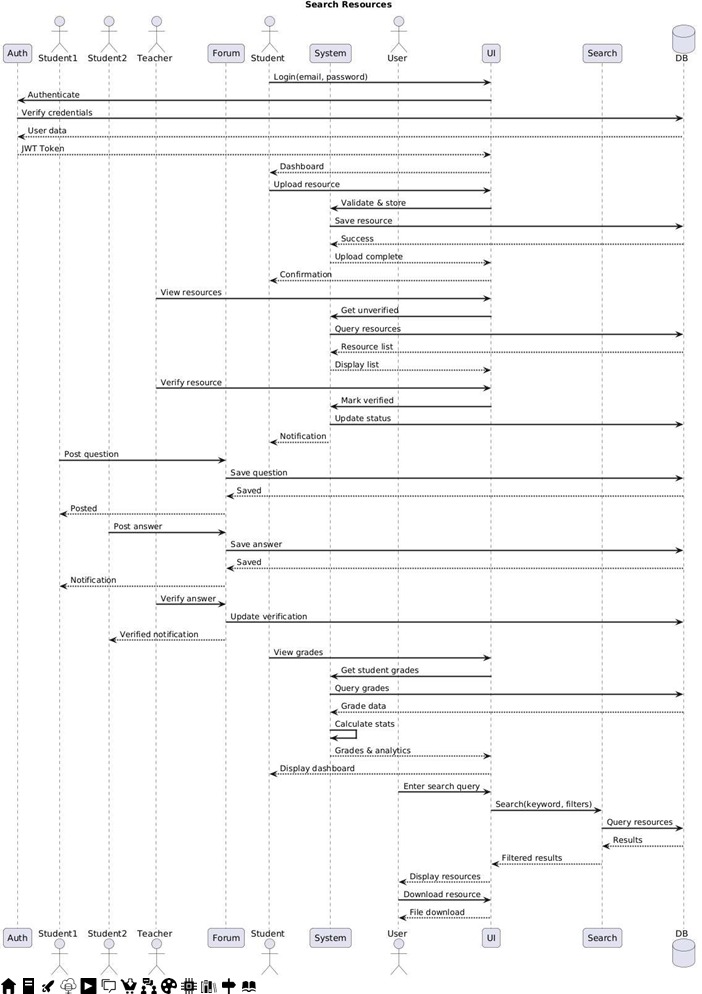 Search Resources
Auth Student1 Student2 Teacher Forum Student System User UI Search DB
Login(email, password)
Authenticate
Verify credentials
User data
JWT Token
Dashboard
Upload resource
Validate & store
Save resource
Success
Upload complete
Confirmation
View resources
Get unverified
Query resources
Resource list
Display list
Verify resource
Mark verified
Update status
Notification
Post question
Save question
Saved
Posted
Post answer
Save answer
Saved
Notification
Verify answer
Update verification
Verified notification
View grades
Get student grades
Query grades
Grade data
Calculate stats
Grades & analytics
Display dashboard
Enter search query
Search(keyword, filters)
Query resources
Results
Filtered results
Display resources
Download resource
File download
Auth Student1 Student2 Teacher Forum Student System User UI Search DB